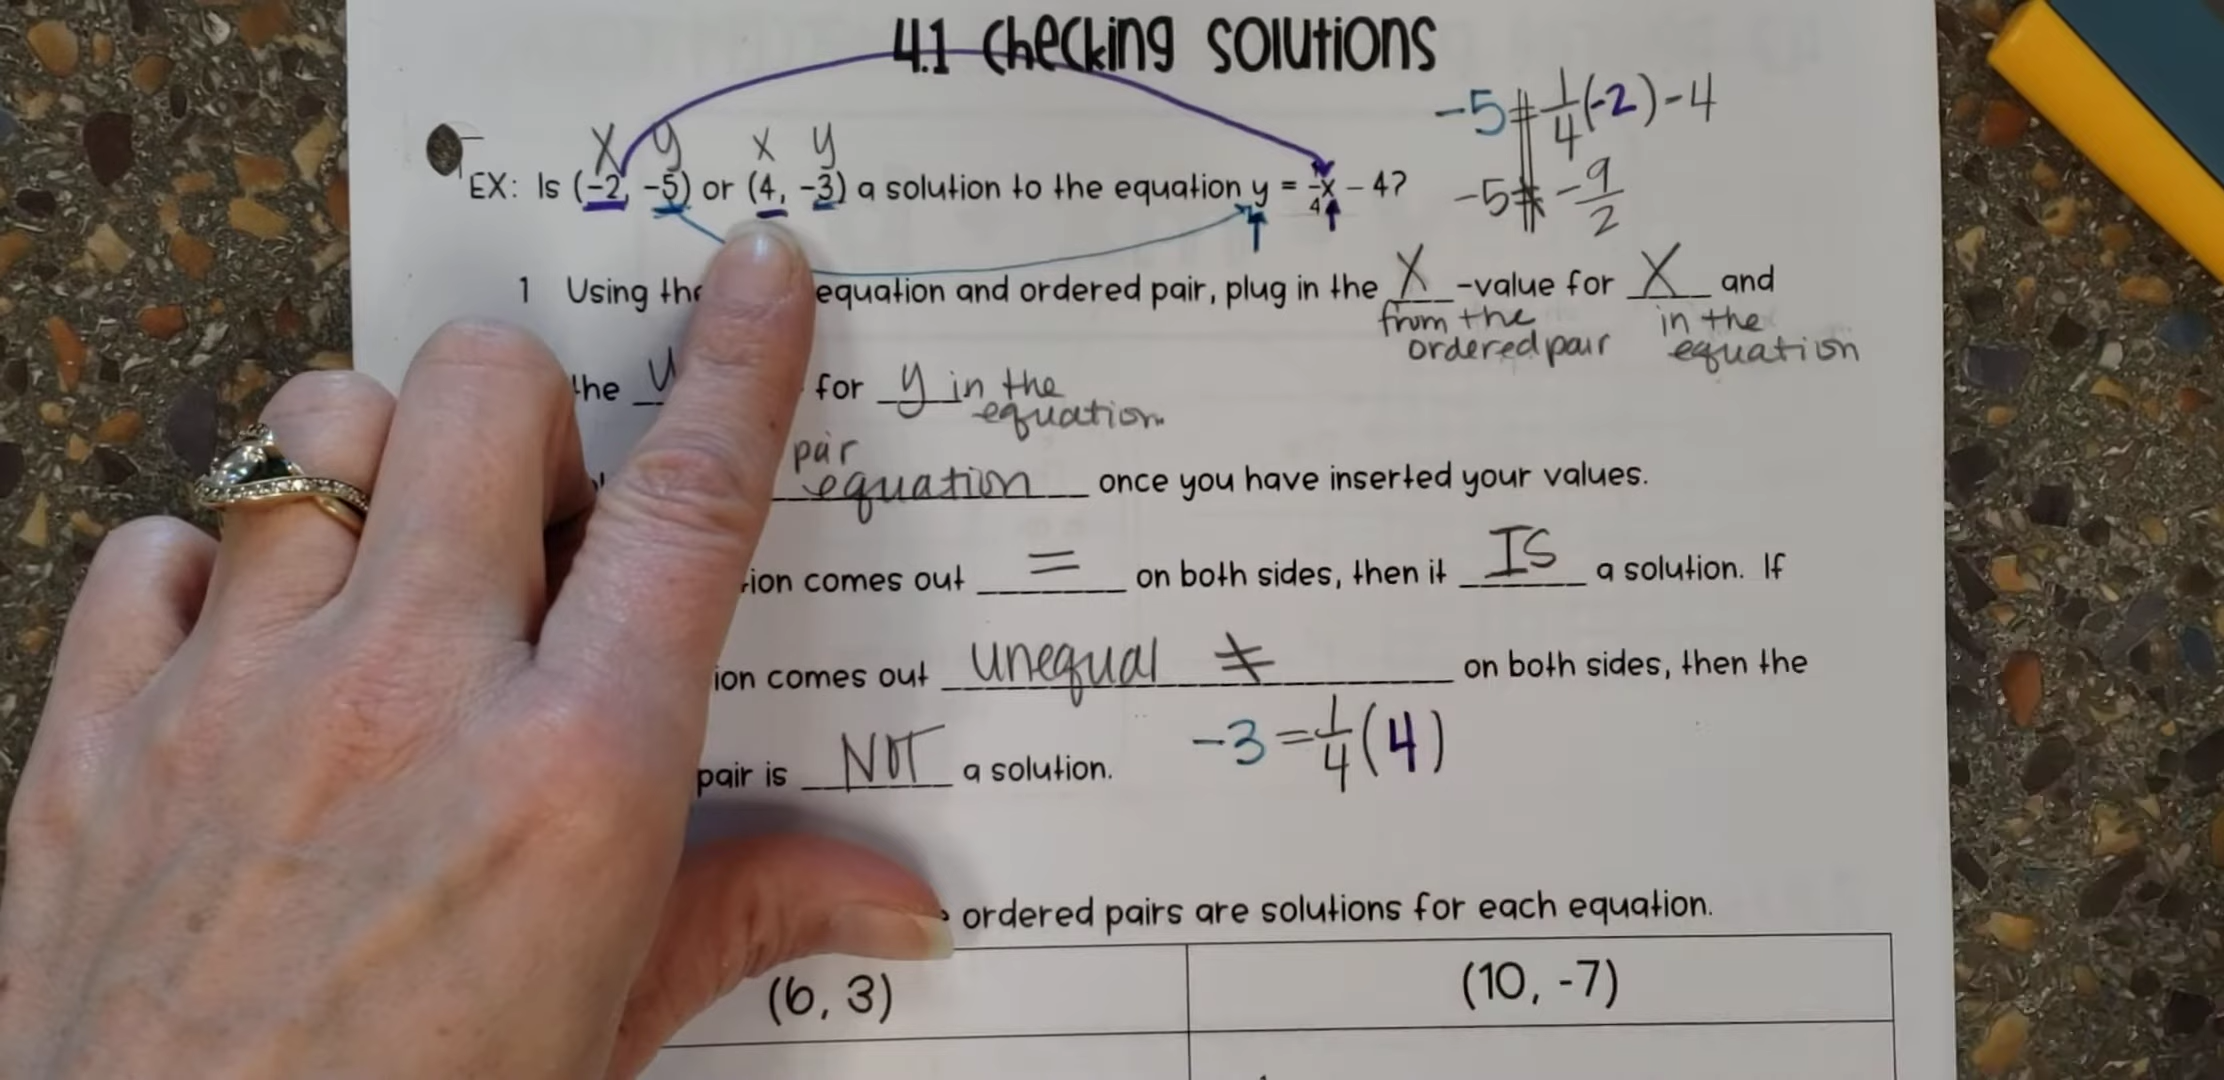 4.1 Checking Solutions
-5 ≠ 1/4(-2) - 4
x y x y
EX: Is (-2, -5) or (4, -3) a solution to the equation y = 1/4x - 4?
-5 ≠ -9/2
1 Using the equation and ordered pair, plug in the X -value for X and
from the ordered pair in the equation
the y for y in the equation
pair
equation once you have inserted your values.
comes out = on both sides, then it IS a solution. If
comes out unequal ≠ on both sides, then the
pair is NOT a solution.
-3 = 1/4(4)
ordered pairs are solutions for each equation.
(6, 3) (10, -7)